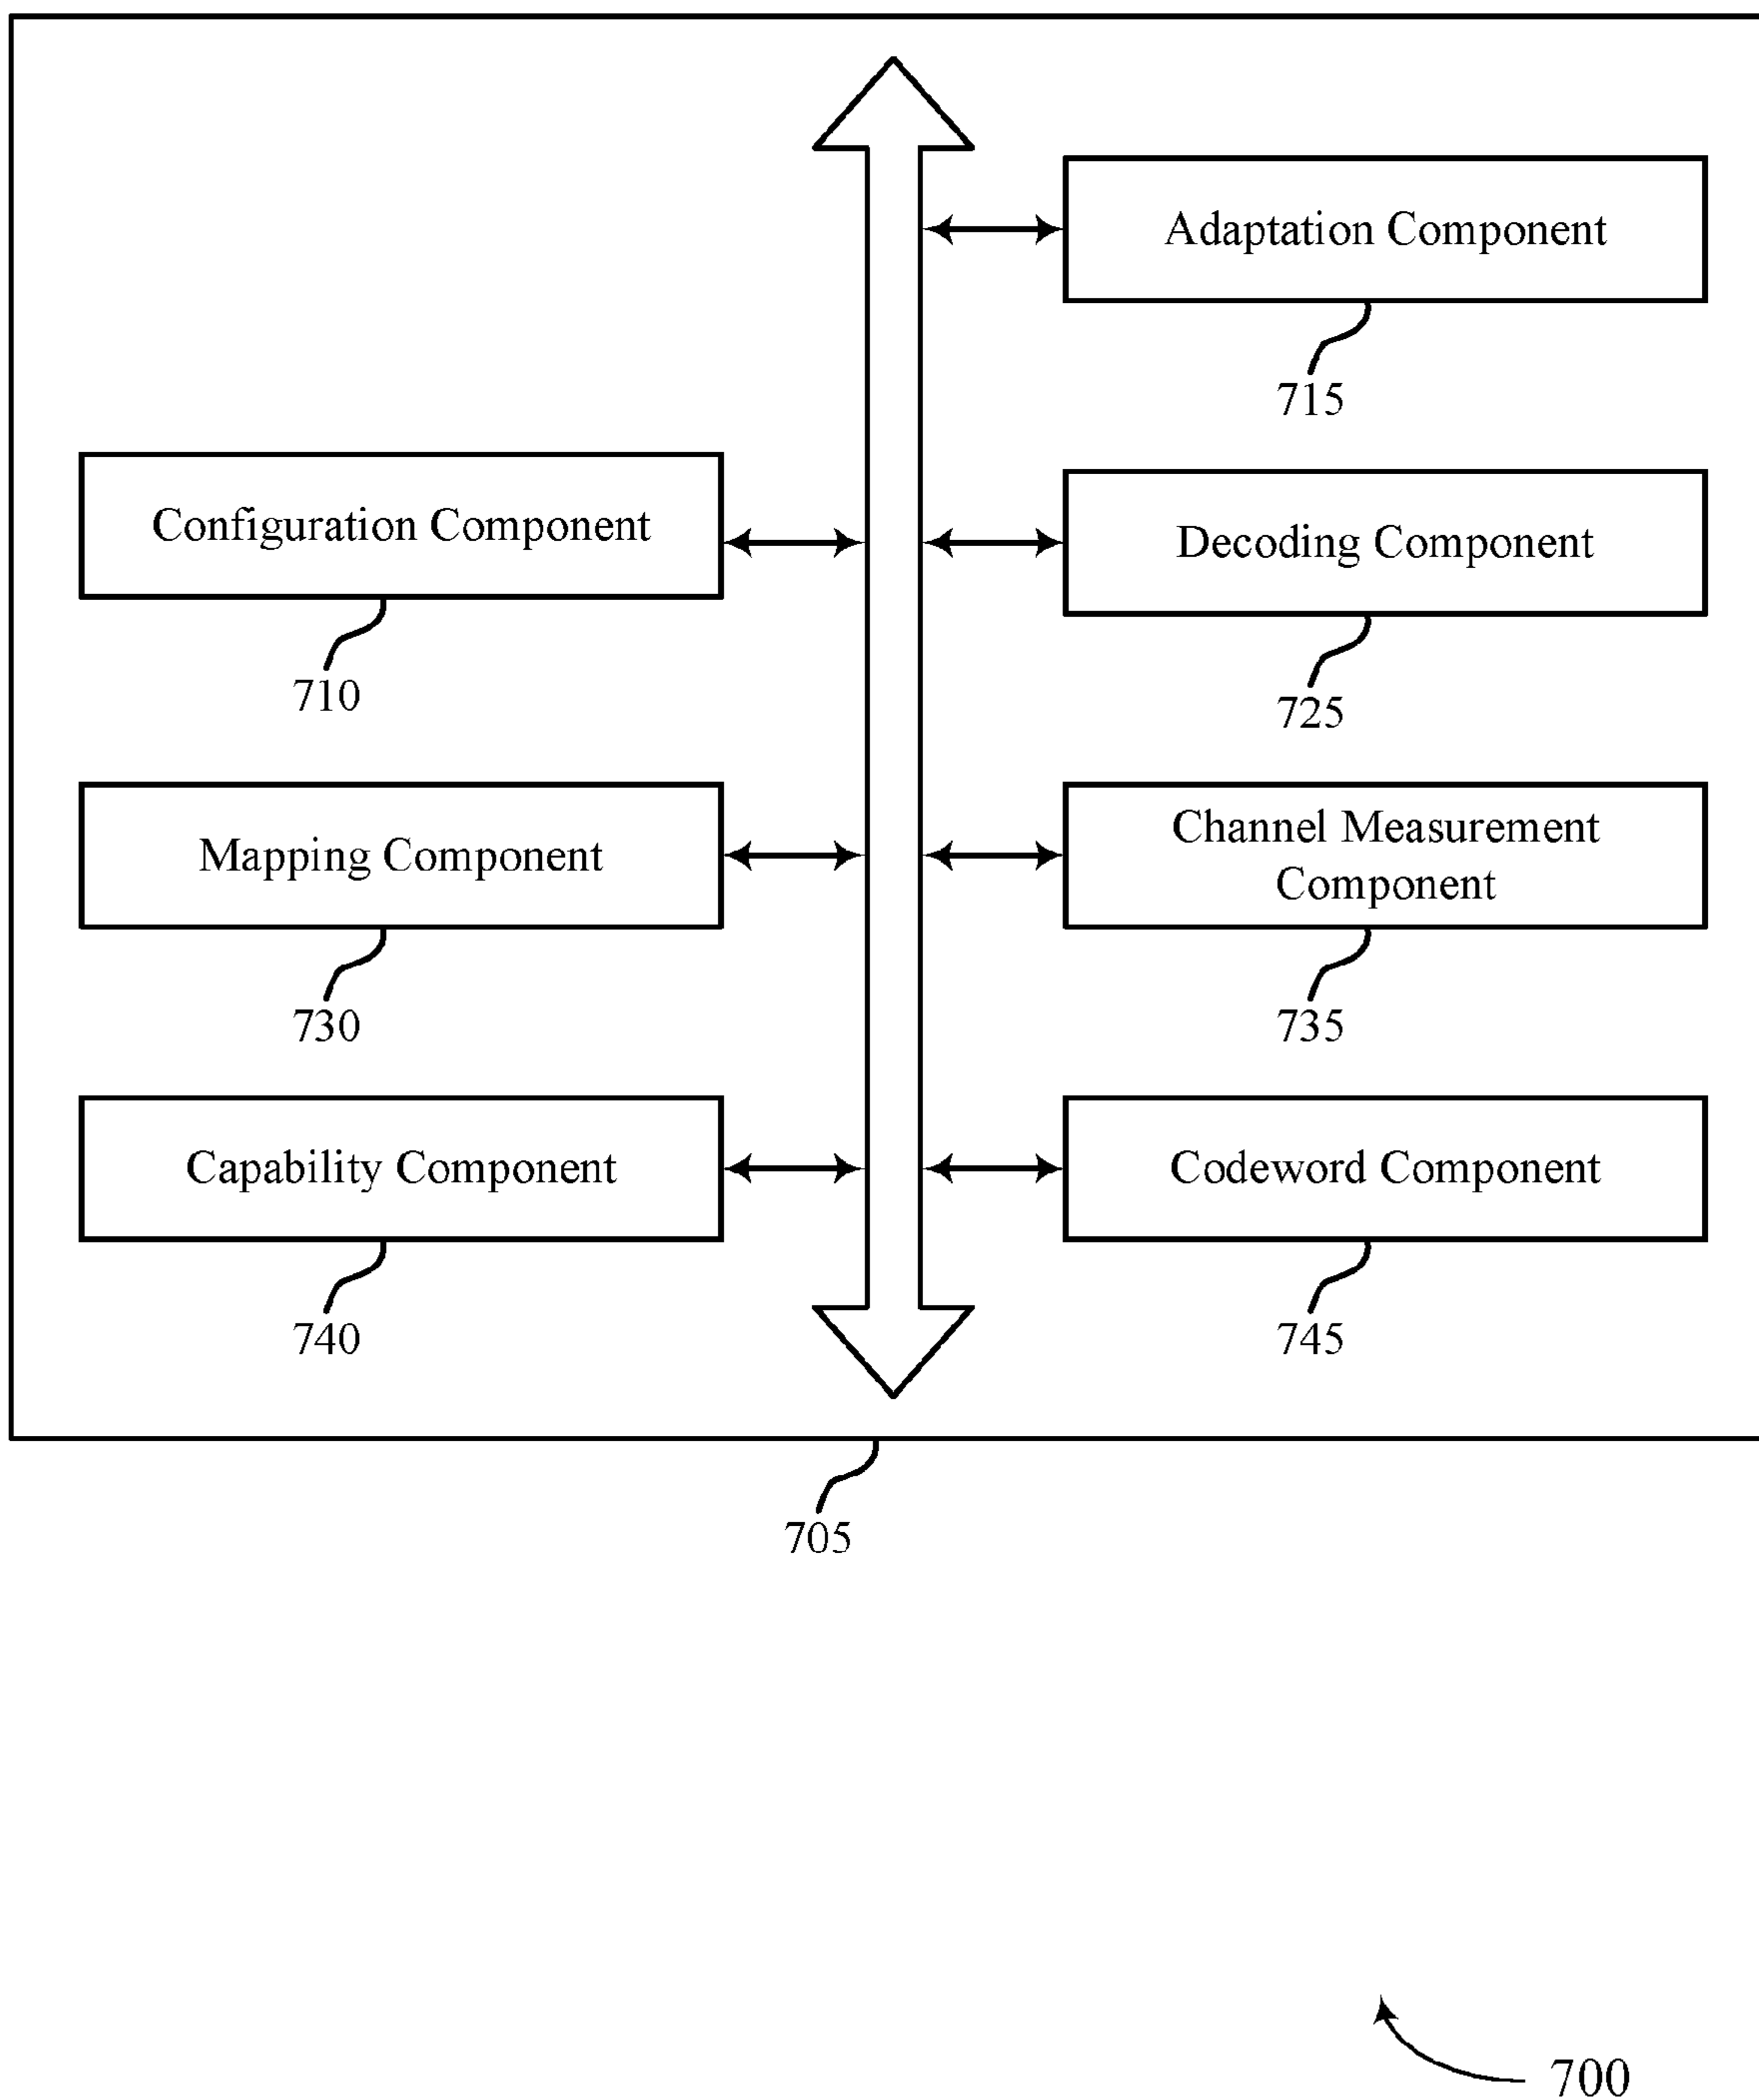 Adaptation Component
715
Configuration Component
710
Decoding Component
725
Mapping Component
730
Channel Measurement
Component
735
Capability Component
740
Codeword Component
745
705
700